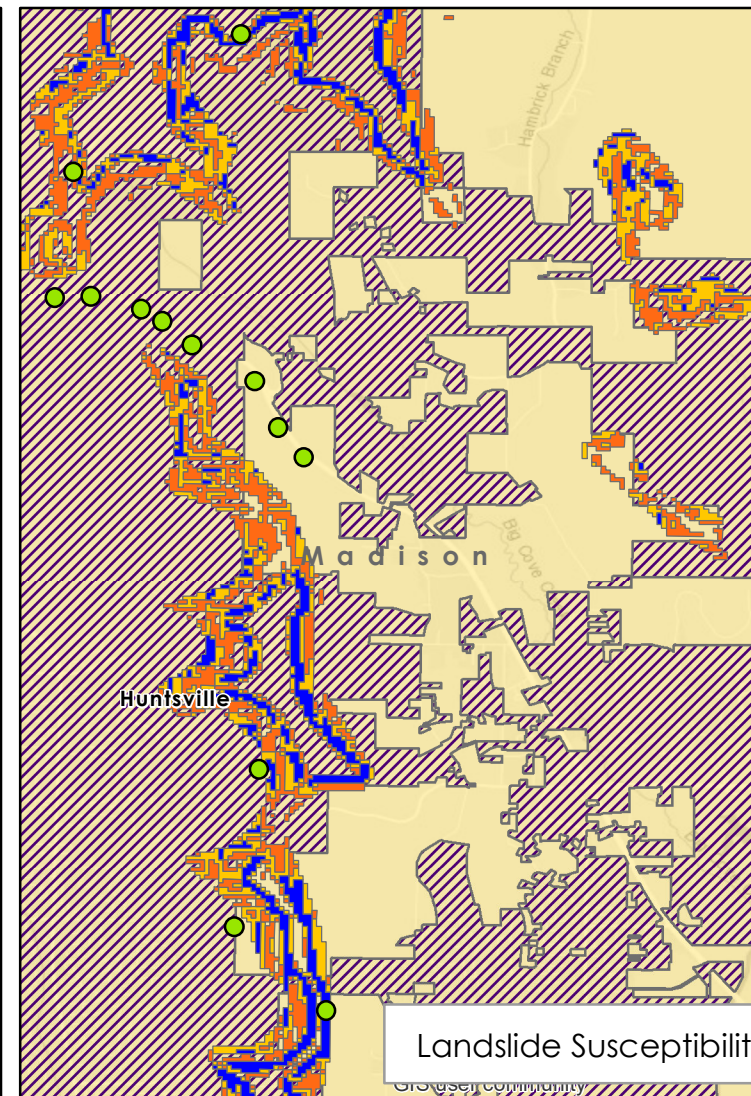 Hambrick Branch
Madison
Big Cove C
Huntsville
Landslide Susceptibilit
GIS user community